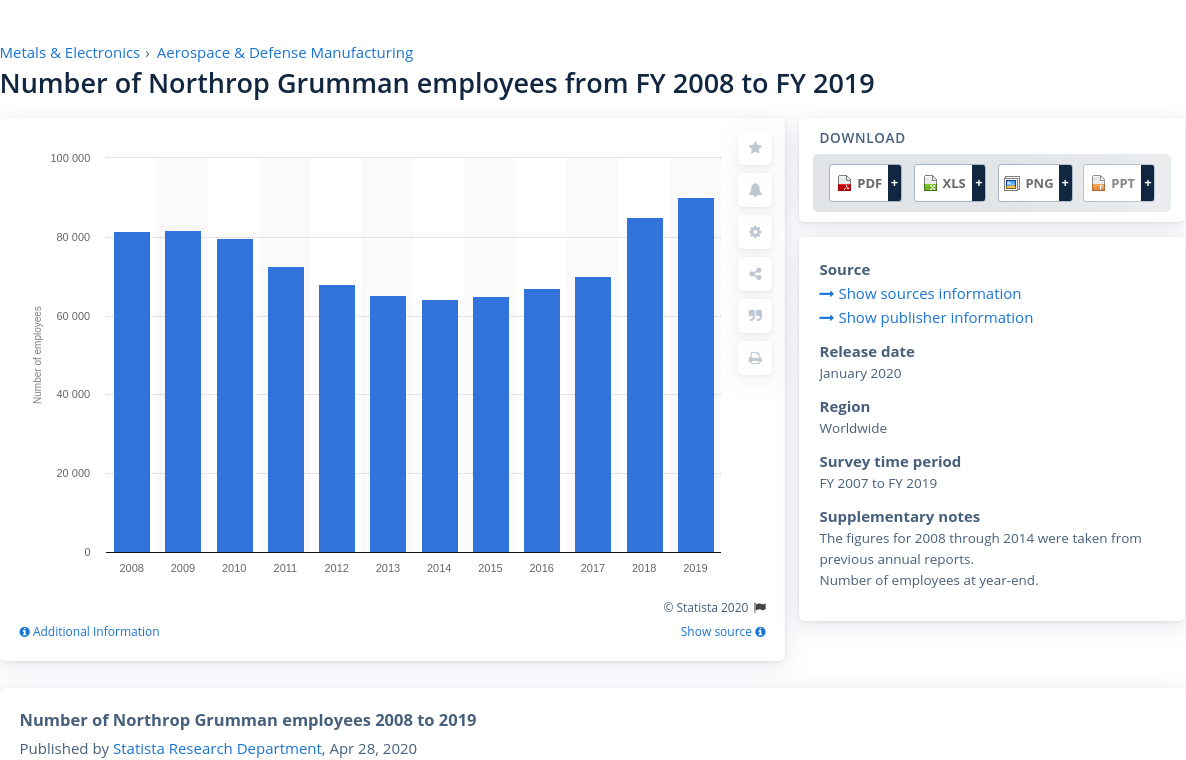 Metals & Electronics › Aerospace & Defense Manufacturing
Number of Northrop Grumman employees from FY 2008 to FY 2019
100 000
80 000
60 000
40 000
20 000
0
Number of employees
2008 2009 2010 2011 2012 2013 2014 2015 2016 2017 2018 2019
© Statista 2020
Additional Information
Show source
DOWNLOAD
PDF + XLS + PNG + PPT +
Source
Show sources information
Show publisher information
Release date
January 2020
Region
Worldwide
Survey time period
FY 2007 to FY 2019
Supplementary notes
The figures for 2008 through 2014 were taken from
previous annual reports.
Number of employees at year-end.
Number of Northrop Grumman employees 2008 to 2019
Published by Statista Research Department, Apr 28, 2020